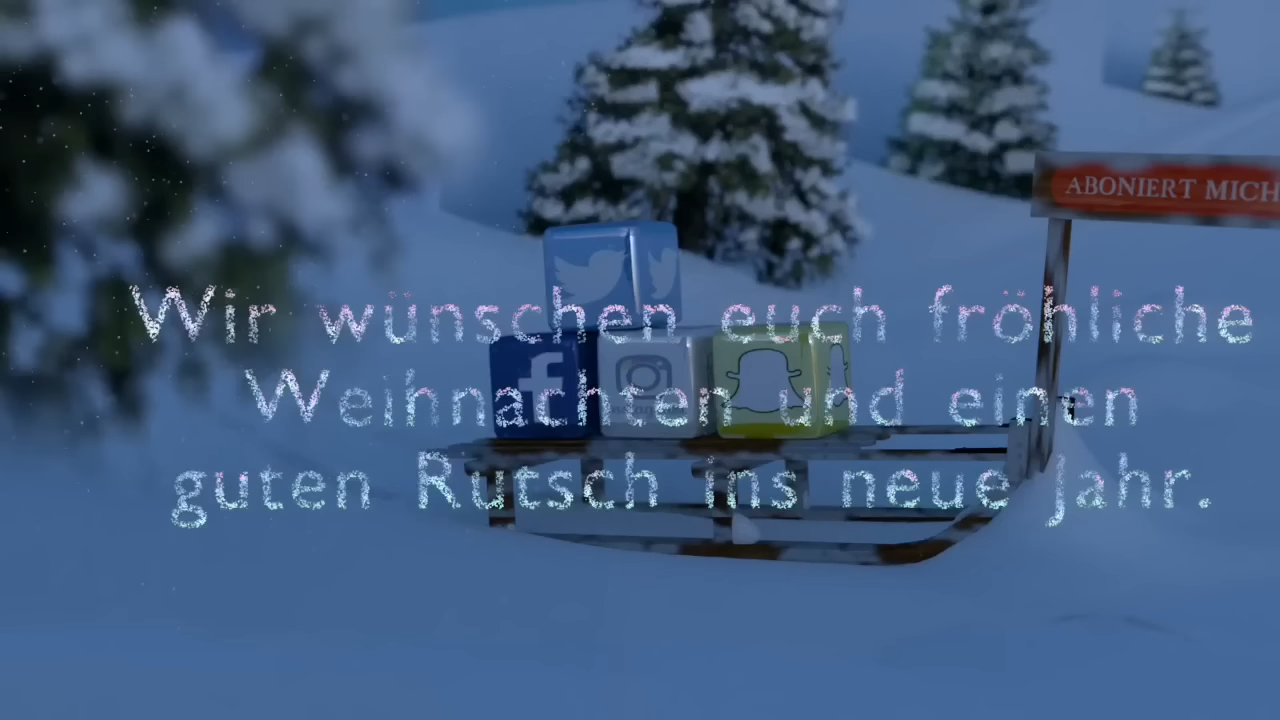 ABONIERT MICH
Wir wünschen euch fröhliche
Weihnachten und einen
guten Rutsch ins neue Jahr.